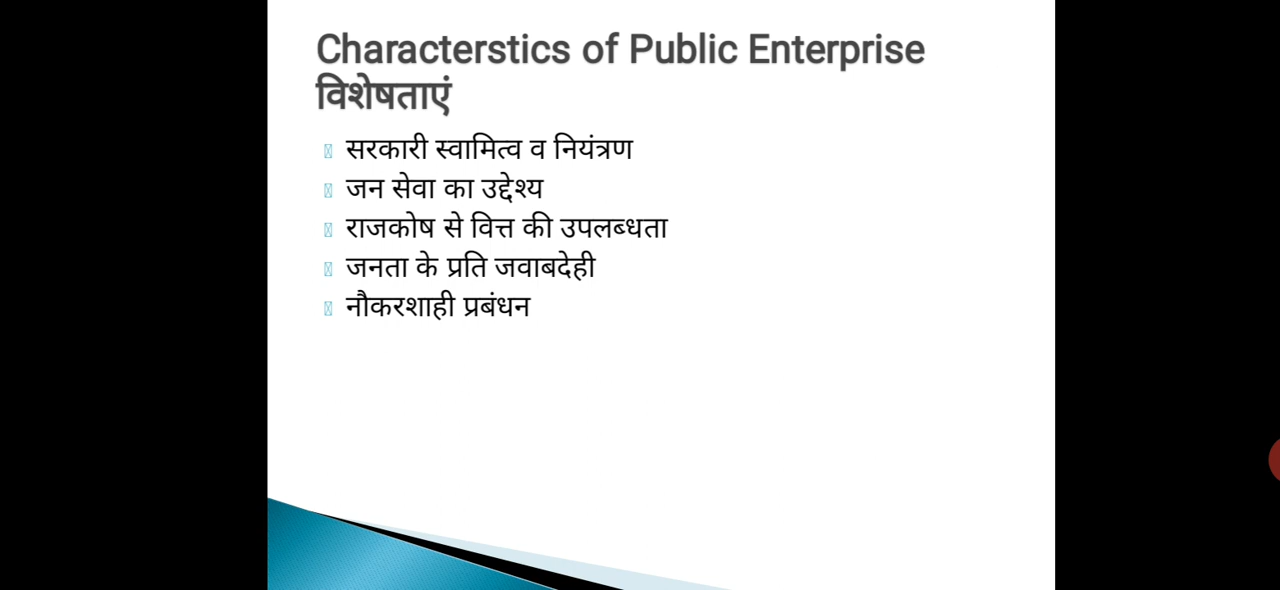 Characterstics of Public Enterprise
विशेषताएं
सरकारी स्वामित्व व नियंत्रण
जन सेवा का उद्देश्य
राजकोष से वित्त की उपलब्धता
जनता के प्रति जवाबदेही
नौकरशाही प्रबंधन